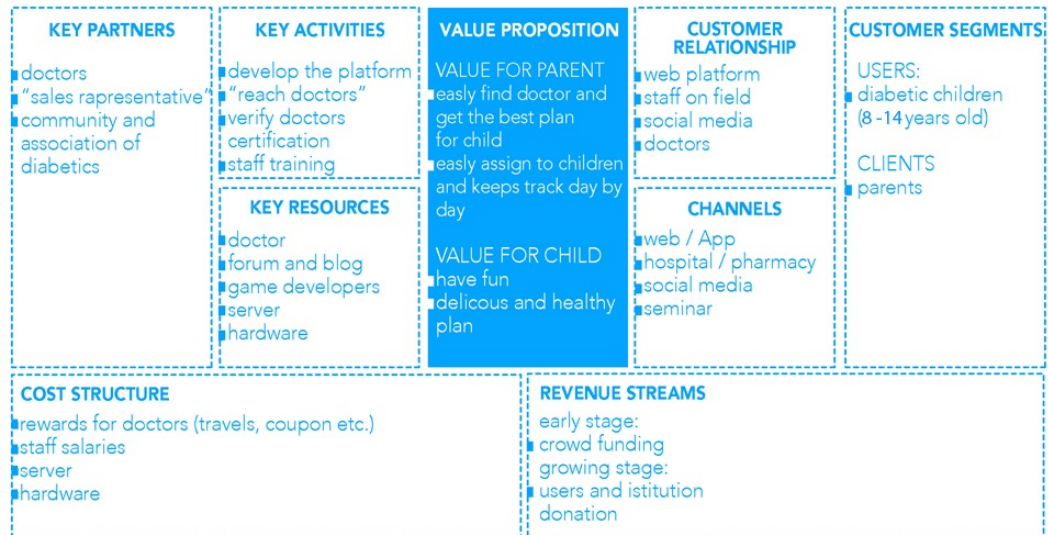 KEY PARTNERS
doctors
“sales rapresentative”
community and
association of
diabetics
KEY ACTIVITIES
develop the platform
“reach doctors”
verify doctors
certification
staff training
KEY RESOURCES
doctor
forum and blog
game developers
server
hardware
VALUE PROPOSITION
VALUE FOR PARENT
easly find doctor and
get the best plan
for child
easly assign to children
and keeps track day by
day
VALUE FOR CHILD
have fun
delicous and healthy
plan
CUSTOMER
RELATIONSHIP
web platform
staff on field
social media
doctors
CHANNELS
web / App
hospital / pharmacy
social media
seminar
CUSTOMER SEGMENTS
USERS:
diabetic children
(8 -14 years old)
CLIENTS
parents
COST STRUCTURE
rewards for doctors (travels, coupon etc.)
staff salaries
server
hardware
REVENUE STREAMS
early stage:
crowd funding
growing stage:
users and istitution
donation